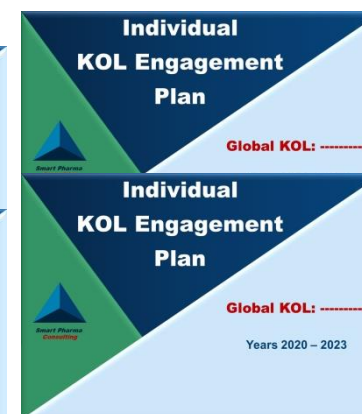 Individual
KOL Engagement
Plan
Smart Pharma
Global KOL: ---------
Individual
KOL Engagement
Plan
Smart Pharma
Consulting
Global KOL: ---------
Years 2020 – 2023